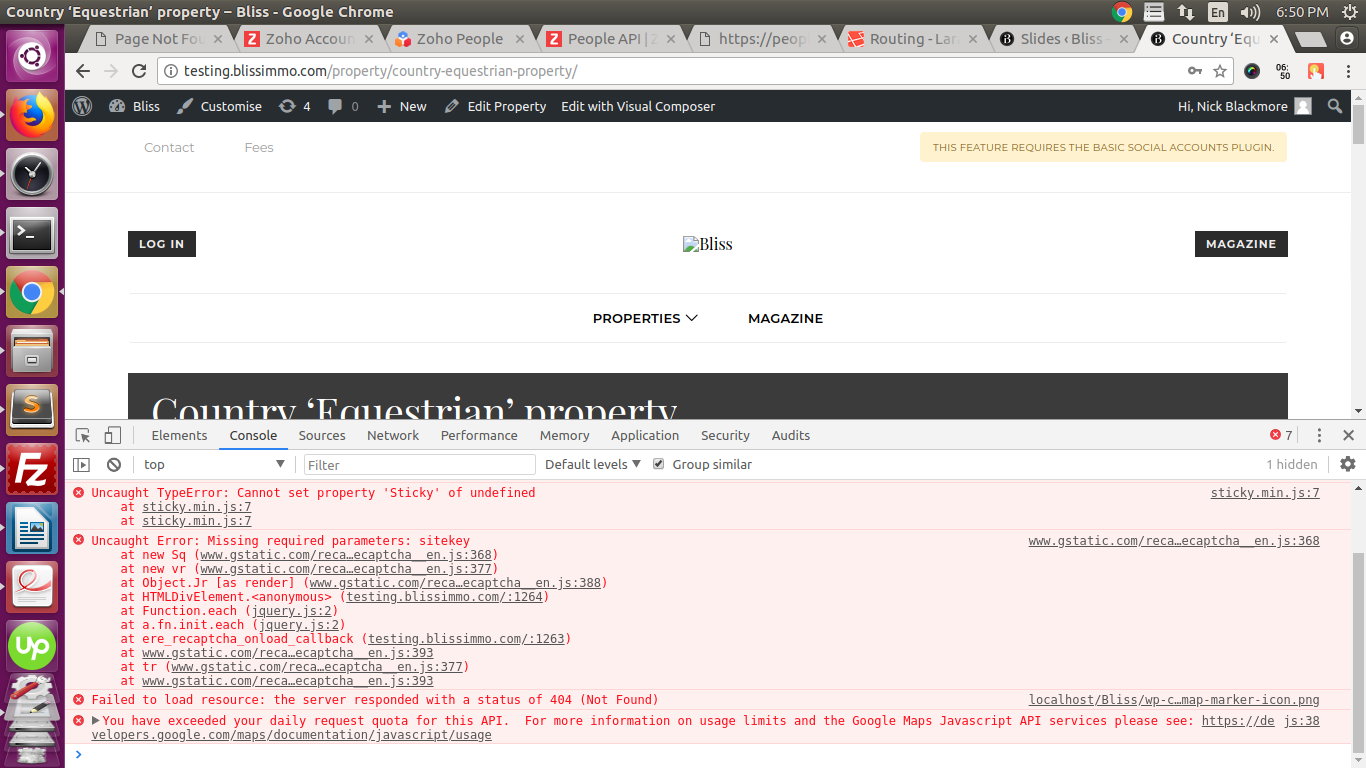 Country ‘Equestrian’ property – Bliss - Google Chrome
En
6:50 PM
Page Not Fou
Zoho Accoun
Zoho People
People API | Z
https://peop
Routing - Lar
Slides ‹ Bliss -
Country ‘Equ
testing.blissimmo.com/property/country-equestrian-property/
06:
50
Bliss
Customise
4
0
New
Edit Property
Edit with Visual Composer
Hi, Nick Blackmore
Contact
Fees
THIS FEATURE REQUIRES THE BASIC SOCIAL ACCOUNTS PLUGIN.
LOG IN
Bliss
MAGAZINE
PROPERTIES
MAGAZINE
Country ‘Equestrian’ property
Elements
Console
Sources
Network
Performance
Memory
Application
Security
Audits
7
top
Filter
Default levels
Group similar
1 hidden
Uncaught TypeError: Cannot set property 'Sticky' of undefined sticky.min.js:7
at sticky.min.js:7
at sticky.min.js:7
Uncaught Error: Missing required parameters: sitekey www.gstatic.com/reca…ecaptcha__en.js:368
at new Sq (www.gstatic.com/reca…ecaptcha__en.js:368)
at new vr (www.gstatic.com/reca…ecaptcha__en.js:377)
at Object.Jr [as render] (www.gstatic.com/reca…ecaptcha__en.js:388)
at HTMLDivElement.<anonymous> (testing.blissimmo.com/:1264)
at Function.each (jquery.js:2)
at a.fn.init.each (jquery.js:2)
at ere_recaptcha_onload_callback (testing.blissimmo.com/:1263)
at www.gstatic.com/reca…ecaptcha__en.js:393
at tr (www.gstatic.com/reca…ecaptcha__en.js:377)
at www.gstatic.com/reca…ecaptcha__en.js:393
Failed to load resource: the server responded with a status of 404 (Not Found) localhost/Bliss/wp-c…map-marker-icon.png
You have exceeded your daily request quota for this API. For more information on usage limits and the Google Maps Javascript API services please see: https://de js:38
velopers.google.com/maps/documentation/javascript/usage